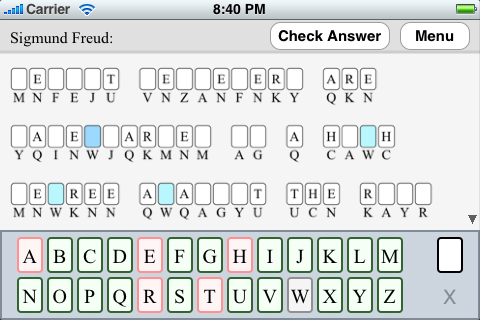 Carrier 8:40 PM
Sigmund Freud: Check Answer Menu
E T E E E R A R E
M N F E J U V N Z A N F N K Y Q K N
A E A R E A H H
Y Q I N W J Q K M N M A G Q C A W C
E R E E A A T T H E R
M N W K N N Q W Q A G Y U U C N K A Y R
A B C D E F G H I J K L M
N O P Q R S T U V W X Y Z X